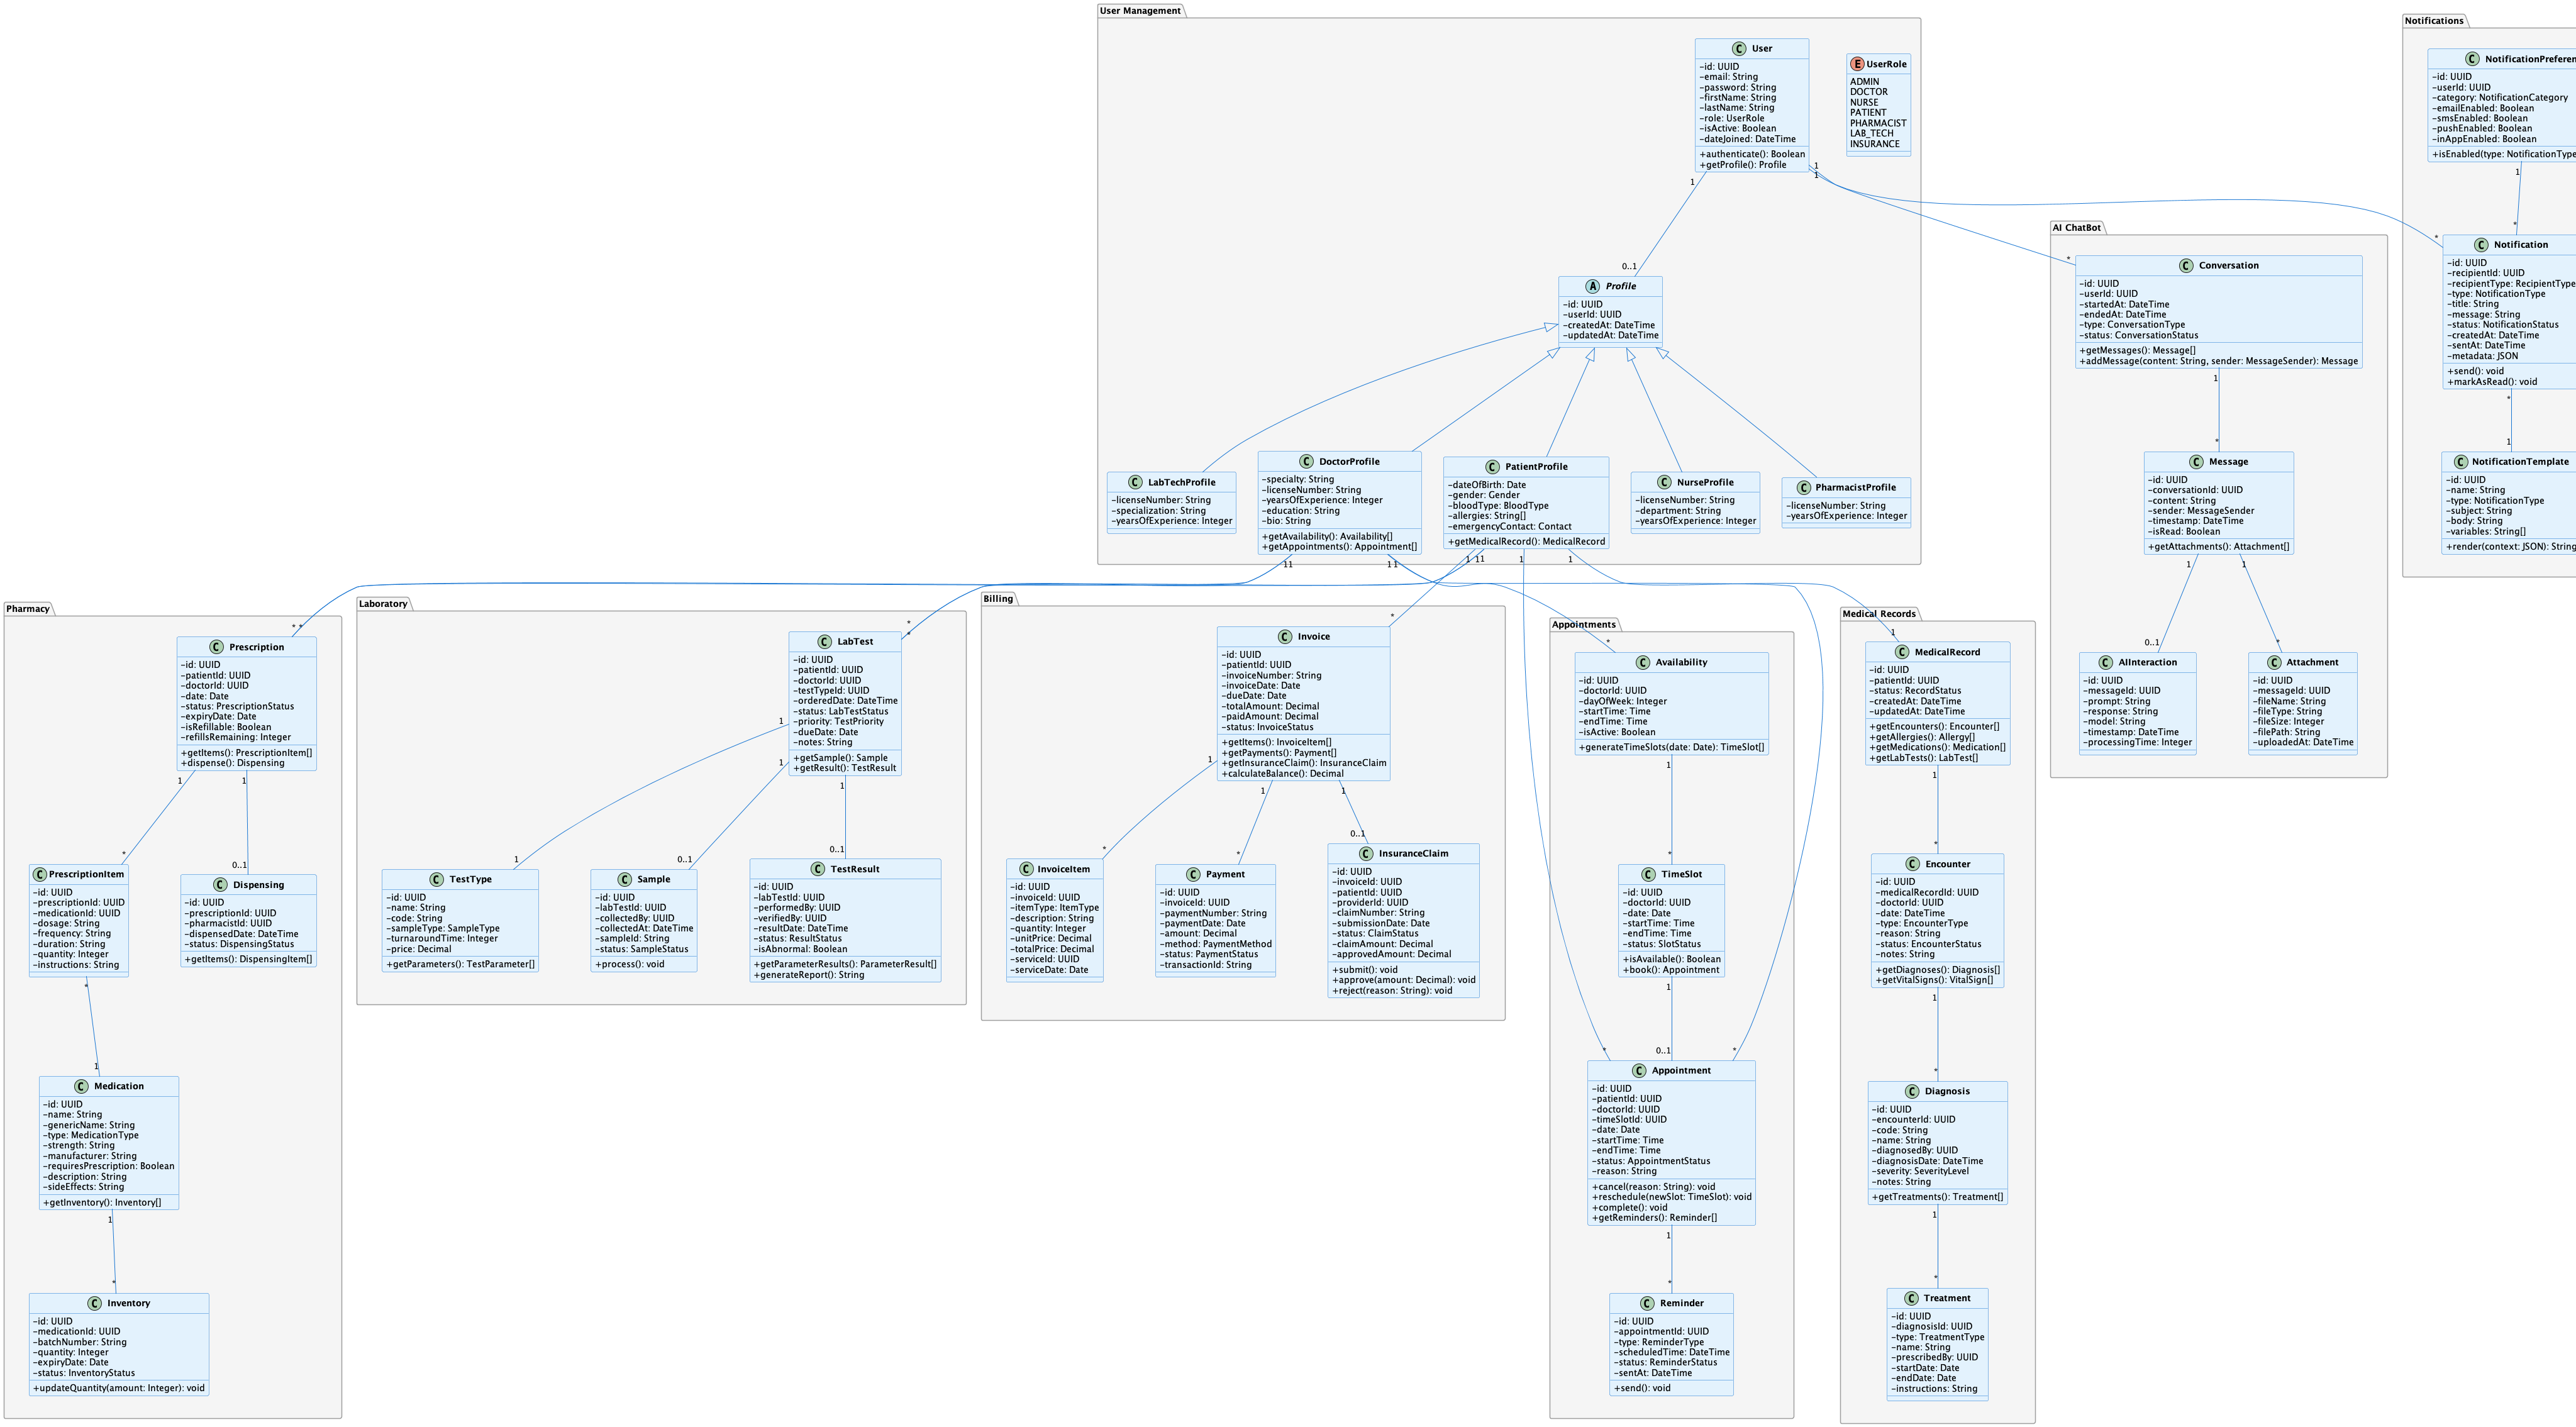 User Management
C User
-id: UUID
-email: String
-password: String
-firstName: String
-lastName: String
-role: UserRole
-isActive: Boolean
-dateJoined: DateTime
+authenticate(): Boolean
+getProfile(): Profile
E UserRole
ADMIN
DOCTOR
NURSE
PATIENT
PHARMACIST
LAB_TECH
INSURANCE
1
1
1
0..1
A Profile
-id: UUID
-userId: UUID
-createdAt: DateTime
-updatedAt: DateTime
C LabTechProfile
-licenseNumber: String
-specialization: String
-yearsOfExperience: Integer
C DoctorProfile
-specialty: String
-licenseNumber: String
-yearsOfExperience: Integer
-education: String
-bio: String
+getAvailability(): Availability[]
+getAppointments(): Appointment[]
C PatientProfile
-dateOfBirth: Date
-gender: Gender
-bloodType: BloodType
-allergies: String[]
-emergencyContact: Contact
+getMedicalRecord(): MedicalRecord
C NurseProfile
-licenseNumber: String
-department: String
-yearsOfExperience: Integer
C PharmacistProfile
-licenseNumber: String
-yearsOfExperience: Integer
11
11
1
11
1
1
Notifications
C NotificationPreferen
-id: UUID
-userId: UUID
-category: NotificationCategory
-emailEnabled: Boolean
-smsEnabled: Boolean
-pushEnabled: Boolean
-inAppEnabled: Boolean
+isEnabled(type: NotificationType
1
*
*
C Notification
-id: UUID
-recipientId: UUID
-recipientType: RecipientType
-type: NotificationType
-title: String
-message: String
-status: NotificationStatus
-createdAt: DateTime
-sentAt: DateTime
-metadata: JSON
+send(): void
+markAsRead(): void
*
1
C NotificationTemplate
-id: UUID
-name: String
-type: NotificationType
-subject: String
-body: String
-variables: String[]
+render(context: JSON): String
AI ChatBot
*
C Conversation
-id: UUID
-userId: UUID
-startedAt: DateTime
-endedAt: DateTime
-type: ConversationType
-status: ConversationStatus
+getMessages(): Message[]
+addMessage(content: String, sender: MessageSender): Message
1
*
C Message
-id: UUID
-conversationId: UUID
-content: String
-sender: MessageSender
-timestamp: DateTime
-isRead: Boolean
+getAttachments(): Attachment[]
1
1
0..1
*
C AIInteraction
-id: UUID
-messageId: UUID
-prompt: String
-response: String
-model: String
-timestamp: DateTime
-processingTime: Integer
C Attachment
-id: UUID
-messageId: UUID
-fileName: String
-fileType: String
-fileSize: Integer
-filePath: String
-uploadedAt: DateTime
Pharmacy
* *
C Prescription
-id: UUID
-patientId: UUID
-doctorId: UUID
-date: Date
-status: PrescriptionStatus
-expiryDate: Date
-isRefillable: Boolean
-refillsRemaining: Integer
+getItems(): PrescriptionItem[]
+dispense(): Dispensing
1
1
*
0..1
C PrescriptionItem
-id: UUID
-prescriptionId: UUID
-medicationId: UUID
-dosage: String
-frequency: String
-duration: String
-quantity: Integer
-instructions: String
C Dispensing
-id: UUID
-prescriptionId: UUID
-pharmacistId: UUID
-dispensedDate: DateTime
-status: DispensingStatus
+getItems(): DispensingItem[]
*
1
C Medication
-id: UUID
-name: String
-genericName: String
-type: MedicationType
-strength: String
-manufacturer: String
-requiresPrescription: Boolean
-description: String
-sideEffects: String
+getInventory(): Inventory[]
1
*
C Inventory
-id: UUID
-medicationId: UUID
-batchNumber: String
-quantity: Integer
-expiryDate: Date
-status: InventoryStatus
+updateQuantity(amount: Integer): void
Laboratory
*
*
C LabTest
-id: UUID
-patientId: UUID
-doctorId: UUID
-testTypeId: UUID
-orderedDate: DateTime
-status: LabTestStatus
-priority: TestPriority
-dueDate: Date
-notes: String
+getSample(): Sample
+getResult(): TestResult
1
1
1
1
0..1
0..1
C TestType
-id: UUID
-name: String
-code: String
-sampleType: SampleType
-turnaroundTime: Integer
-price: Decimal
+getParameters(): TestParameter[]
C Sample
-id: UUID
-labTestId: UUID
-collectedBy: UUID
-collectedAt: DateTime
-sampleId: String
-status: SampleStatus
+process(): void
C TestResult
-id: UUID
-labTestId: UUID
-performedBy: UUID
-verifiedBy: UUID
-resultDate: DateTime
-status: ResultStatus
-isAbnormal: Boolean
+getParameterResults(): ParameterResult[]
+generateReport(): String
Billing
*
C Invoice
-id: UUID
-patientId: UUID
-invoiceNumber: String
-invoiceDate: Date
-dueDate: Date
-totalAmount: Decimal
-paidAmount: Decimal
-status: InvoiceStatus
+getItems(): InvoiceItem[]
+getPayments(): Payment[]
+getInsuranceClaim(): InsuranceClaim
+calculateBalance(): Decimal
1
1
1
*
*
0..1
C InvoiceItem
-id: UUID
-invoiceId: UUID
-itemType: ItemType
-description: String
-quantity: Integer
-unitPrice: Decimal
-totalPrice: Decimal
-serviceId: UUID
-serviceDate: Date
C Payment
-id: UUID
-invoiceId: UUID
-paymentNumber: String
-paymentDate: Date
-amount: Decimal
-method: PaymentMethod
-status: PaymentStatus
-transactionId: String
C InsuranceClaim
-id: UUID
-invoiceId: UUID
-patientId: UUID
-providerId: UUID
-claimNumber: String
-submissionDate: Date
-status: ClaimStatus
-claimAmount: Decimal
-approvedAmount: Decimal
+submit(): void
+approve(amount: Decimal): void
+reject(reason: String): void
Appointments
*
C Availability
-id: UUID
-doctorId: UUID
-dayOfWeek: Integer
-startTime: Time
-endTime: Time
-isActive: Boolean
+generateTimeSlots(date: Date): TimeSlot[]
1
*
C TimeSlot
-id: UUID
-doctorId: UUID
-date: Date
-startTime: Time
-endTime: Time
-status: SlotStatus
+isAvailable(): Boolean
+book(): Appointment
1
*
0..1
*
C Appointment
-id: UUID
-patientId: UUID
-doctorId: UUID
-timeSlotId: UUID
-date: Date
-startTime: Time
-endTime: Time
-status: AppointmentStatus
-reason: String
+cancel(reason: String): void
+reschedule(newSlot: TimeSlot): void
+complete(): void
+getReminders(): Reminder[]
1
*
C Reminder
-id: UUID
-appointmentId: UUID
-type: ReminderType
-scheduledTime: DateTime
-status: ReminderStatus
-sentAt: DateTime
+send(): void
Medical Records
1
C MedicalRecord
-id: UUID
-patientId: UUID
-status: RecordStatus
-createdAt: DateTime
-updatedAt: DateTime
+getEncounters(): Encounter[]
+getAllergies(): Allergy[]
+getMedications(): Medication[]
+getLabTests(): LabTest[]
1
*
C Encounter
-id: UUID
-medicalRecordId: UUID
-doctorId: UUID
-date: DateTime
-type: EncounterType
-reason: String
-status: EncounterStatus
-notes: String
+getDiagnoses(): Diagnosis[]
+getVitalSigns(): VitalSign[]
1
*
C Diagnosis
-id: UUID
-encounterId: UUID
-code: String
-name: String
-diagnosedBy: UUID
-diagnosisDate: DateTime
-severity: SeverityLevel
-notes: String
+getTreatments(): Treatment[]
1
*
C Treatment
-id: UUID
-diagnosisId: UUID
-type: TreatmentType
-name: String
-prescribedBy: UUID
-startDate: Date
-endDate: Date
-instructions: String